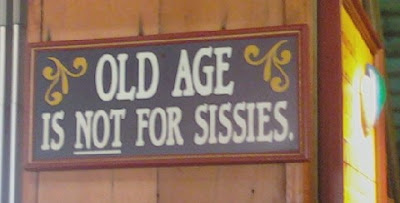 OLD AGE
IS NOT FOR SISSIES.